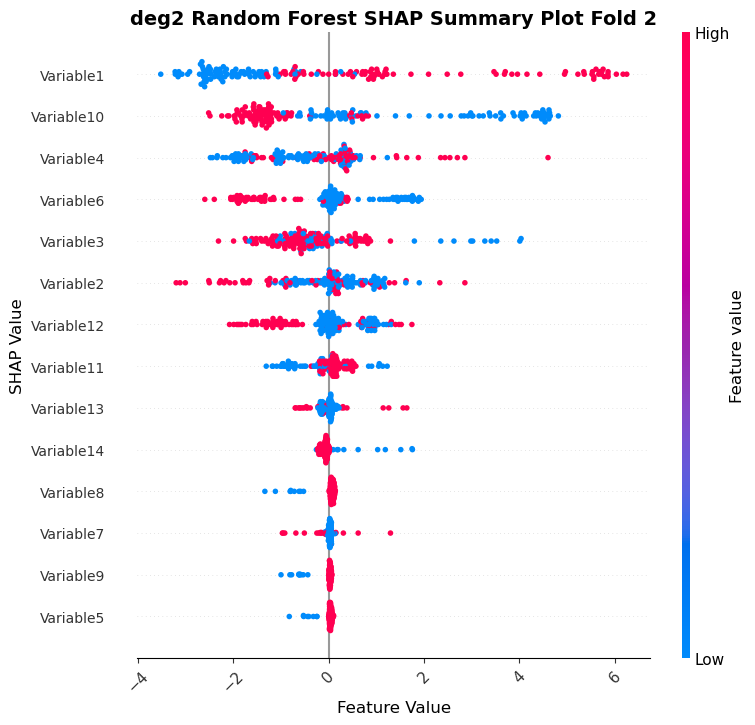 deg2 Random Forest SHAP Summary Plot Fold 2
High
Variable1
Variable10
Variable4
Variable6
Variable3
Variable2
Variable12
Variable11
Variable13
Variable14
Variable8
Variable7
Variable9
Variable5
SHAP Value
Feature value
Low
−4
−2
0
2
4
6
Feature Value